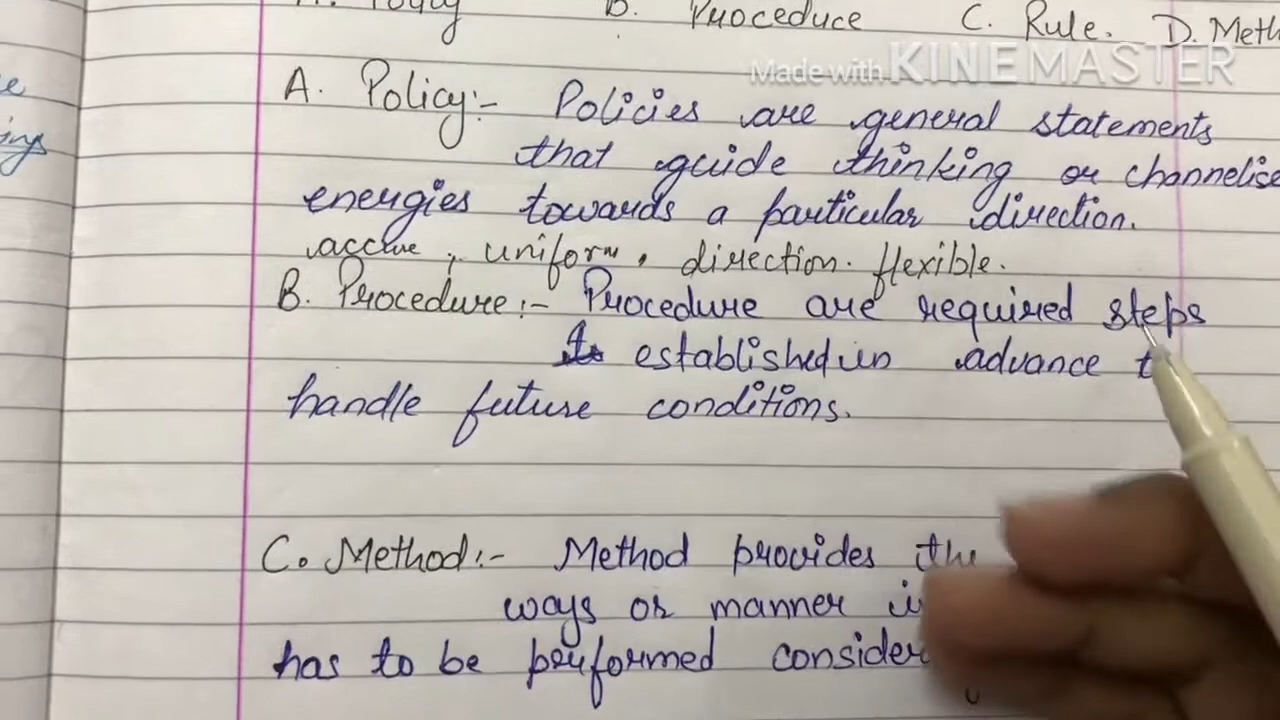 B. Proceduce C. Rule. D. Meth
Made with KINEMASTER
A. Policy:- Policies are general statements
that guide thinking or channelise
energies towards a particular direction.
uniform, direction. flexible.
B. Procedure:- Procedure are required steps
established in advance t
handle future conditions.
C. Method:- Method provides the
ways or manner
has to be performed consider